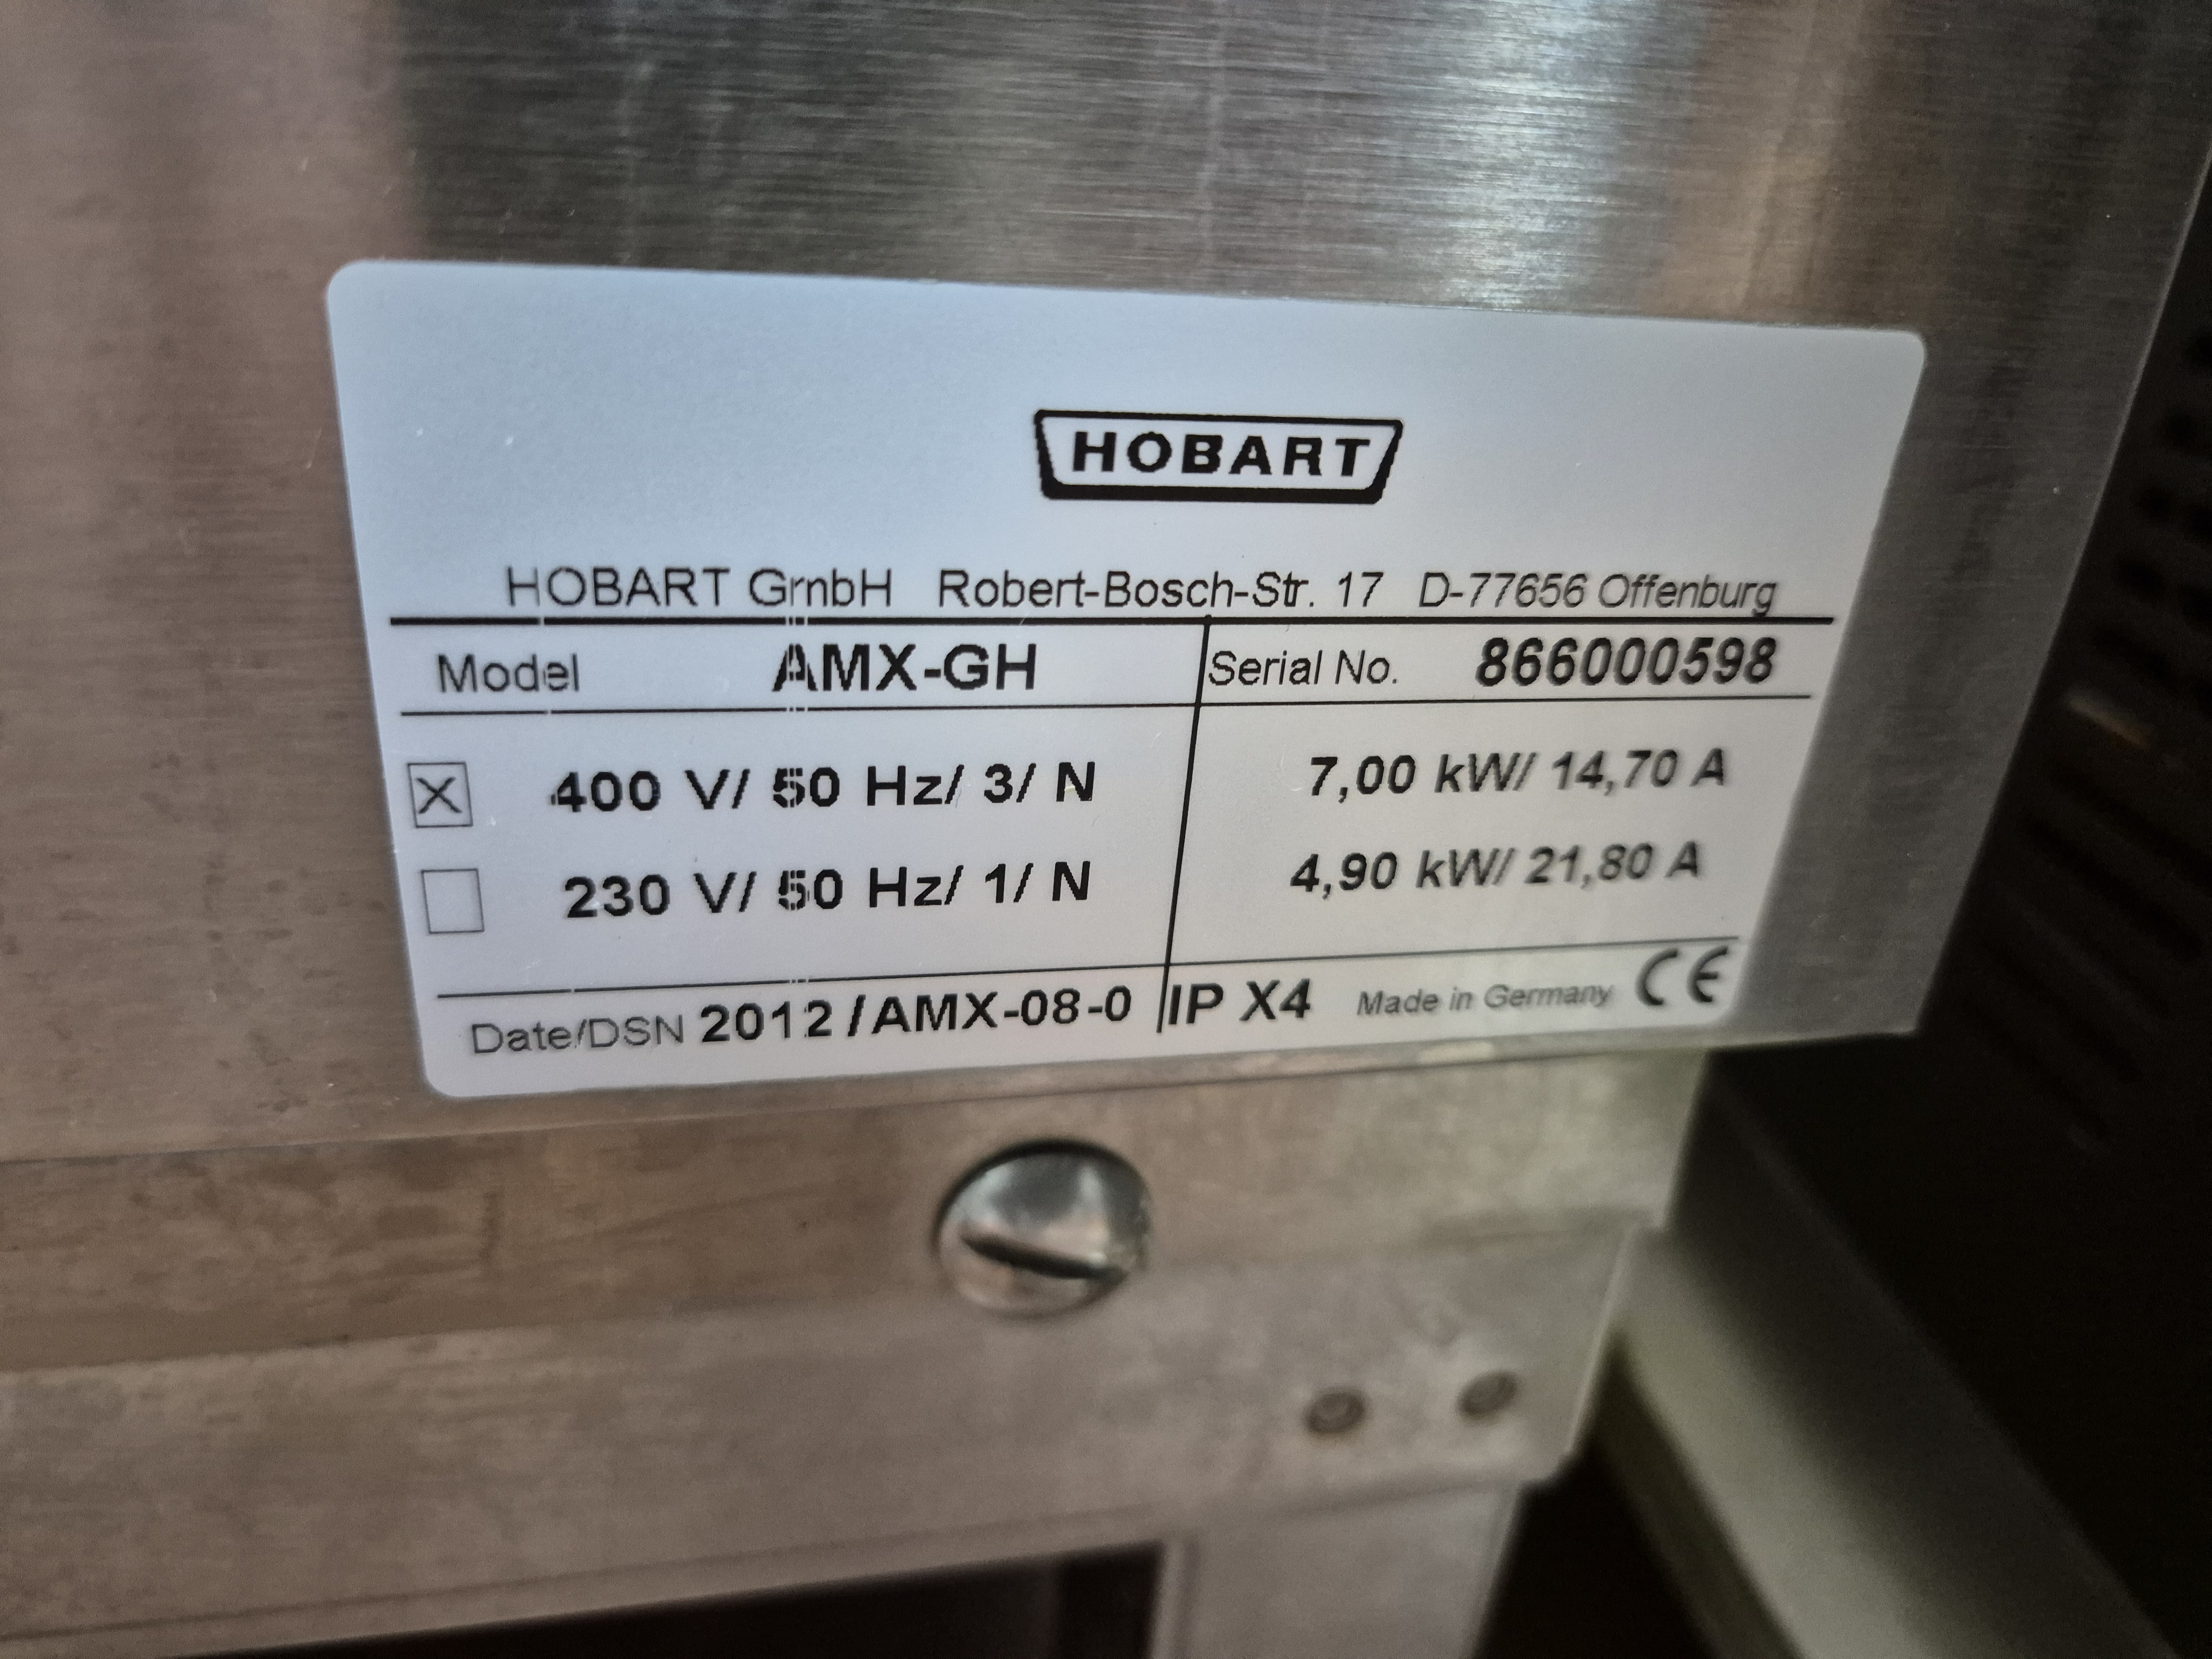 HOBART
HOBART GmbH Robert-Bosch-Str. 17 D-77656 Offenburg
Model AMX-GH Serial No. 866000598
X 400 V/ 50 Hz/ 3/ N 7,00 kW/ 14,70 A
230 V/ 50 Hz/ 1/ N 4,90 kW/ 21,80 A
Date/DSN 2012/AMX-08-0 IP X4 Made in Germany CE